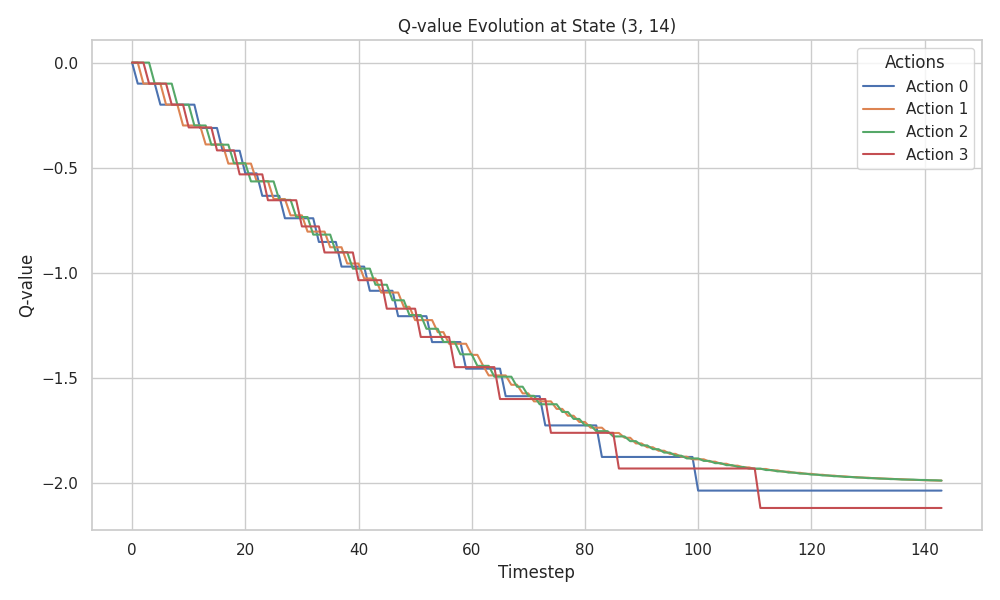 Q-value Evolution at State (3, 14)
Actions
Action 0
Action 1
Action 2
Action 3
Q-value
0.0
−0.5
−1.0
−1.5
−2.0
0 20 40 60 80 100 120 140
Timestep